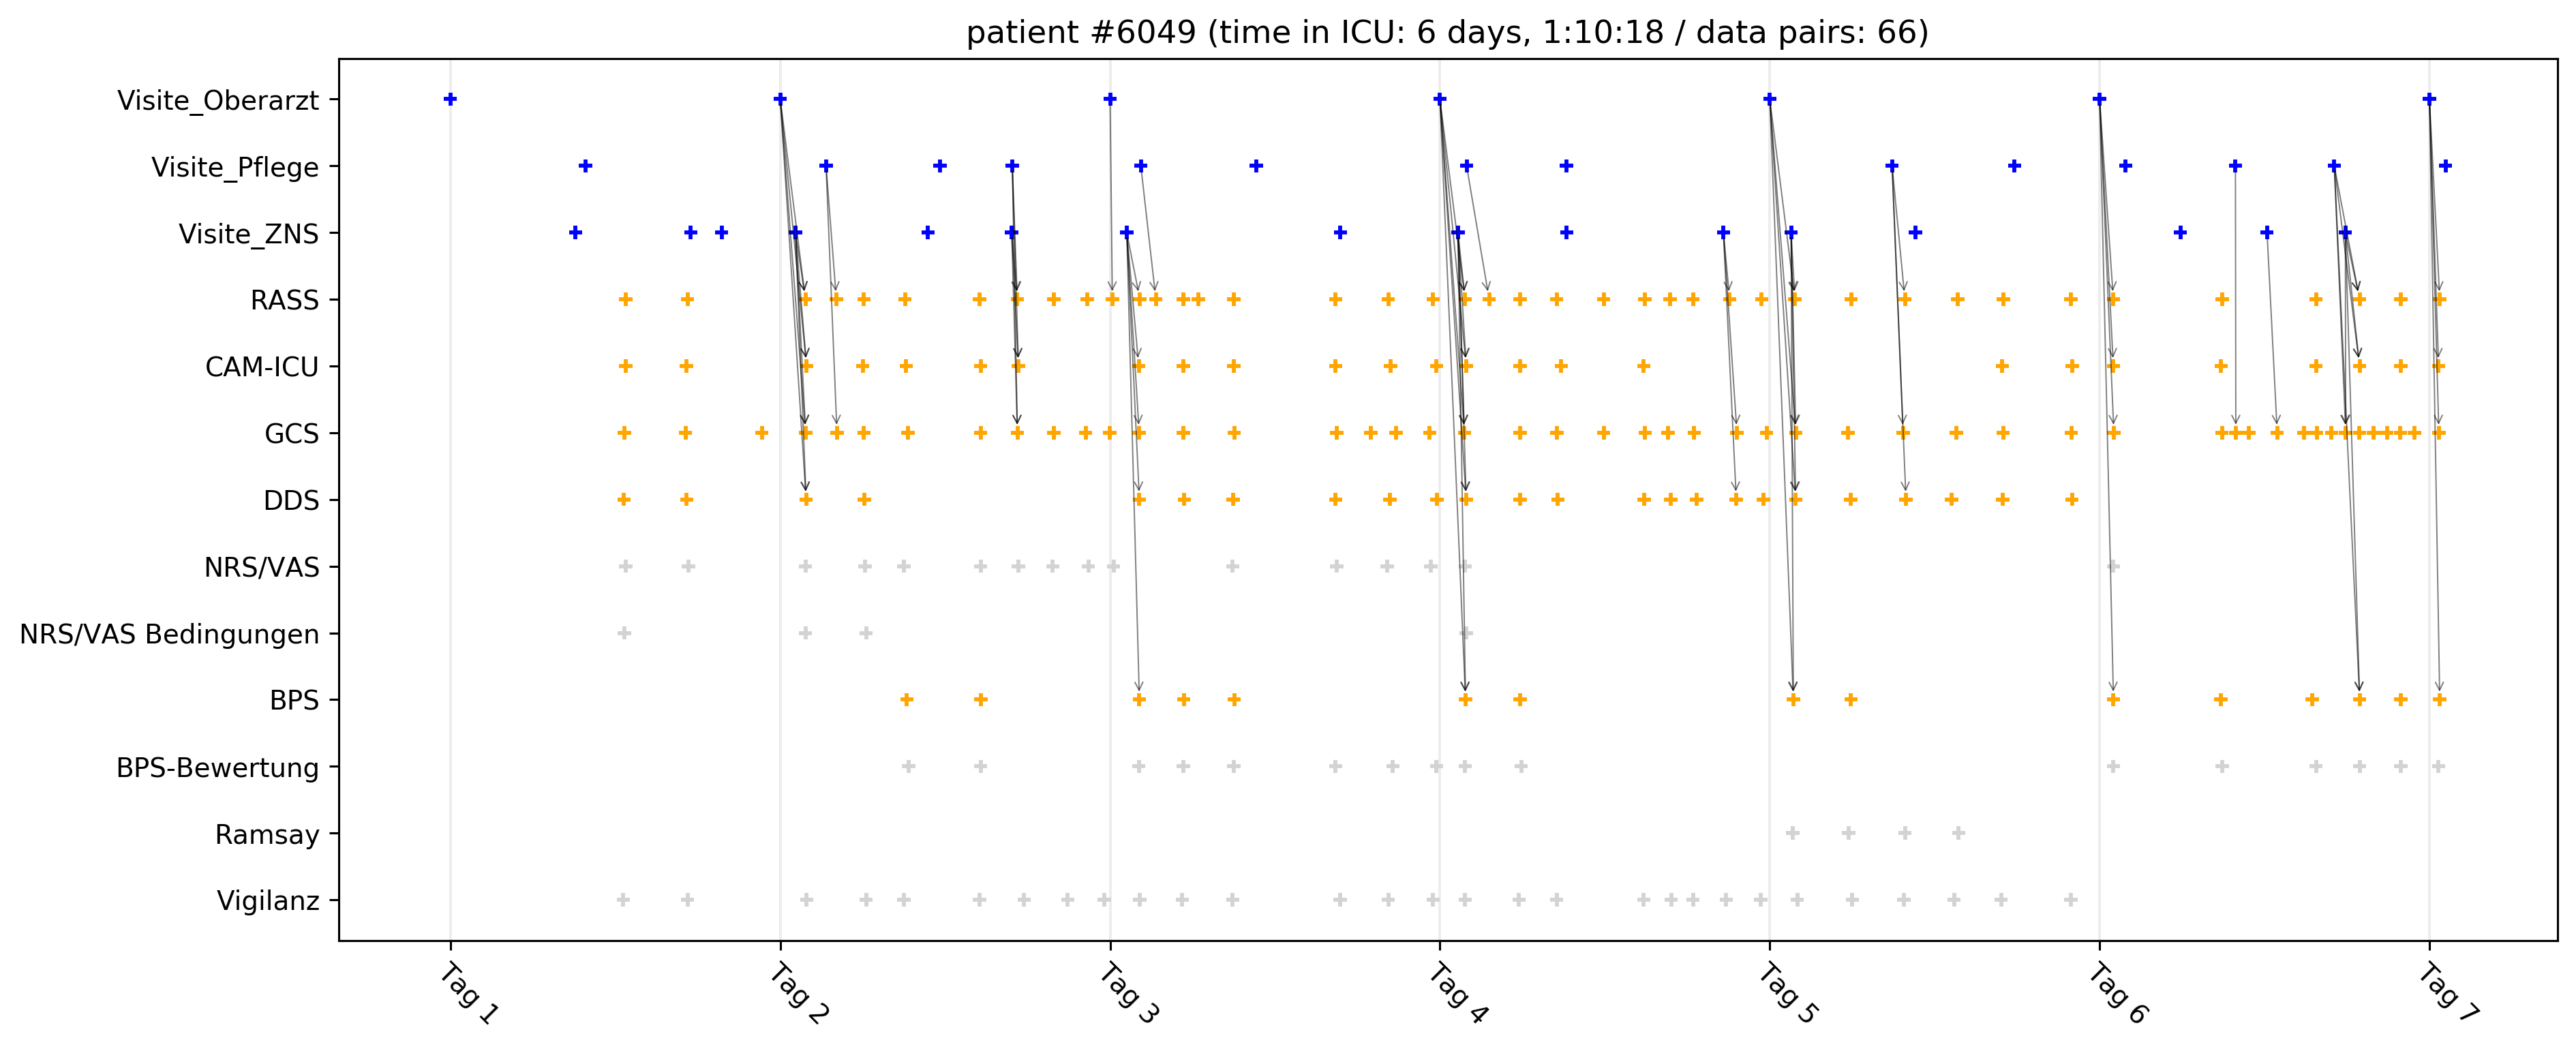 patient #6049 (time in ICU: 6 days, 1:10:18 / data pairs: 66)
Visite_Oberarzt
Visite_Pflege
Visite_ZNS
RASS
CAM-ICU
GCS
DDS
NRS/VAS
NRS/VAS Bedingungen
BPS
BPS-Bewertung
Ramsay
Vigilanz
Tag 1
Tag 2
Tag 3
Tag 4
Tag 5
Tag 6
Tag 7